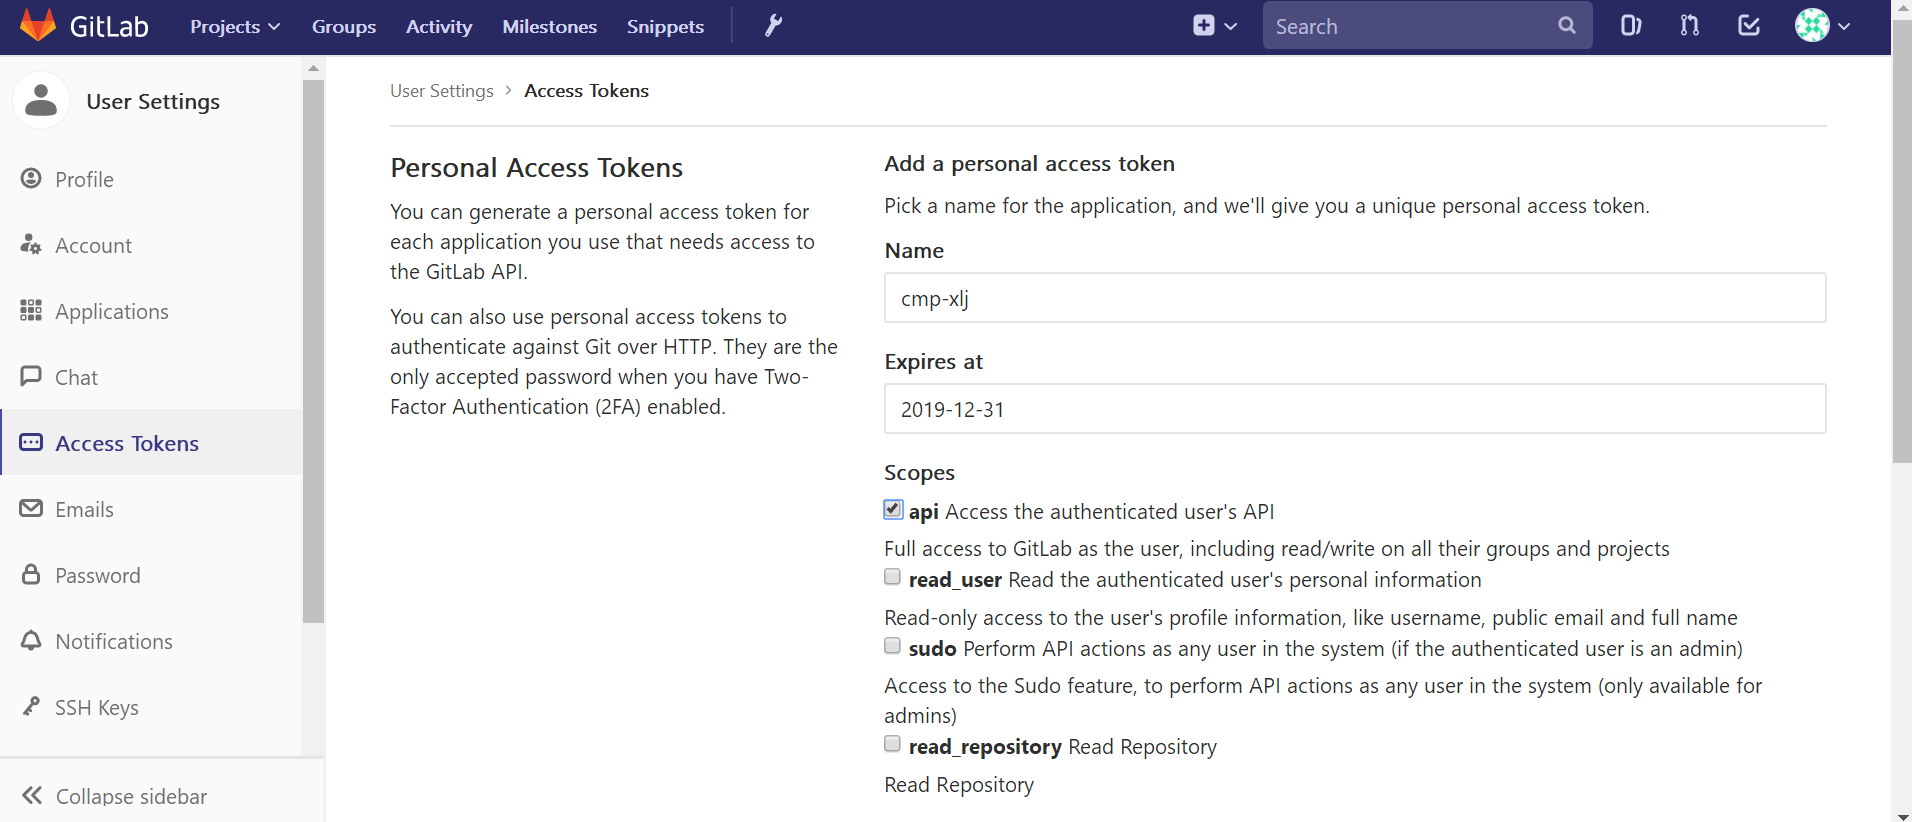 GitLab Projects Groups Activity Milestones Snippets Search
User Settings
Profile
Account
Applications
Chat
Access Tokens
Emails
Password
Notifications
SSH Keys
Collapse sidebar
User Settings > Access Tokens
Personal Access Tokens
You can generate a personal access token for
each application you use that needs access to
the GitLab API.
You can also use personal access tokens to
authenticate against Git over HTTP. They are the
only accepted password when you have Two-
Factor Authentication (2FA) enabled.
Add a personal access token
Pick a name for the application, and we'll give you a unique personal access token.
Name
cmp-xlj
Expires at
2019-12-31
Scopes
api Access the authenticated user's API
Full access to GitLab as the user, including read/write on all their groups and projects
read_user Read the authenticated user's personal information
Read-only access to the user's profile information, like username, public email and full name
sudo Perform API actions as any user in the system (if the authenticated user is an admin)
Access to the Sudo feature, to perform API actions as any user in the system (only available for
admins)
read_repository Read Repository
Read Repository